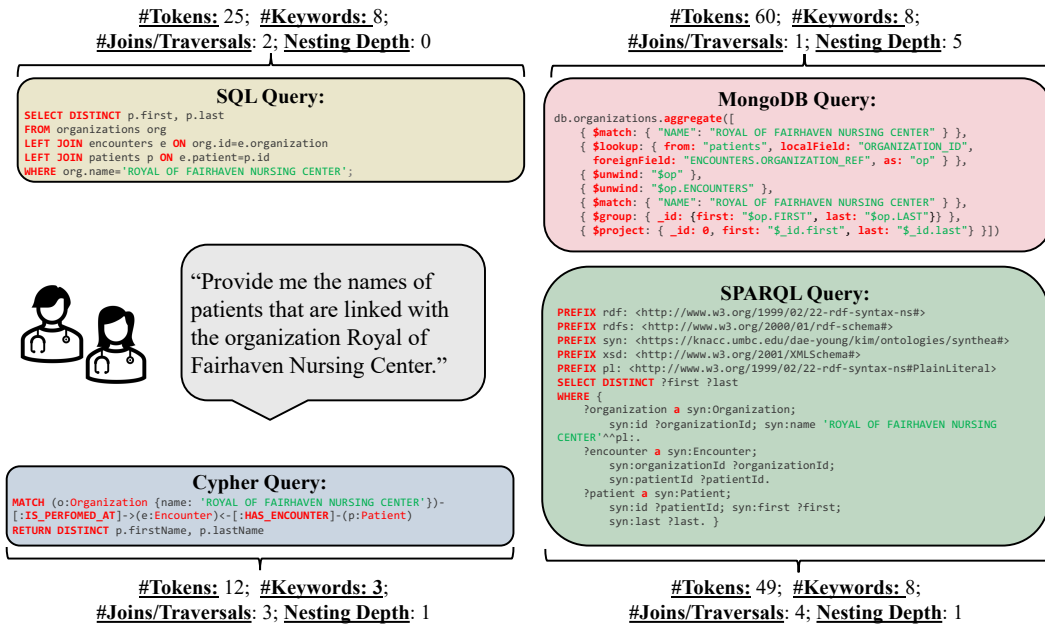 #Tokens: 25; #Keywords: 8;
#Joins/Traversals: 2; Nesting Depth: 0
SQL Query:
SELECT DISTINCT p.first, p.last
FROM organizations org
LEFT JOIN encounters e ON org.id=e.organization
LEFT JOIN patients p ON e.patient=p.id
WHERE org.name='ROYAL OF FAIRHAVEN NURSING CENTER';
#Tokens: 60; #Keywords: 8;
#Joins/Traversals: 1; Nesting Depth: 5
MongoDB Query:
db.organizations.aggregate([
{ $match: { "NAME": "ROYAL OF FAIRHAVEN NURSING CENTER" } },
{ $lookup: { from: "patients", localField: "ORGANIZATION_ID",
foreignField: "ENCOUNTERS.ORGANIZATION_REF", as: "op" } },
{ $unwind: "$op" },
{ $unwind: "$op.ENCOUNTERS" },
{ $match: { "NAME": "ROYAL OF FAIRHAVEN NURSING CENTER" } },
{ $group: { _id: {first: "$op.FIRST", last: "$op.LAST"}} },
{ $project: { _id: 0, first: "$_id.first", last: "$_id.last"} }])
“Provide me the names of
patients that are linked with
the organization Royal of
Fairhaven Nursing Center.”
SPARQL Query:
PREFIX rdf: <http://www.w3.org/1999/02/22-rdf-syntax-ns#>
PREFIX rdfs: <http://www.w3.org/2000/01/rdf-schema#>
PREFIX syn: <https://knacc.umbc.edu/dae-young/kim/ontologies/synthea#>
PREFIX xsd: <http://www.w3.org/2001/XMLSchema#>
PREFIX pl: <http://www.w3.org/1999/02/22-rdf-syntax-ns#PlainLiteral>
SELECT DISTINCT ?first ?last
WHERE {
?organization a syn:Organization;
syn:id ?organizationId; syn:name 'ROYAL OF FAIRHAVEN NURSING
CENTER'^^pl:.
?encounter a syn:Encounter;
syn:organizationId ?organizationId;
syn:patientId ?patientId.
?patient a syn:Patient;
syn:id ?patientId; syn:first ?first;
syn:last ?last. }
Cypher Query:
MATCH (o:Organization {name: 'ROYAL OF FAIRHAVEN NURSING CENTER'})-
[:IS_PERFOMED_AT]->(e:Encounter)<-[:HAS_ENCOUNTER]-(p:Patient)
RETURN DISTINCT p.firstName, p.lastName
#Tokens: 12; #Keywords: 3;
#Joins/Traversals: 3; Nesting Depth: 1
#Tokens: 49; #Keywords: 8;
#Joins/Traversals: 4; Nesting Depth: 1